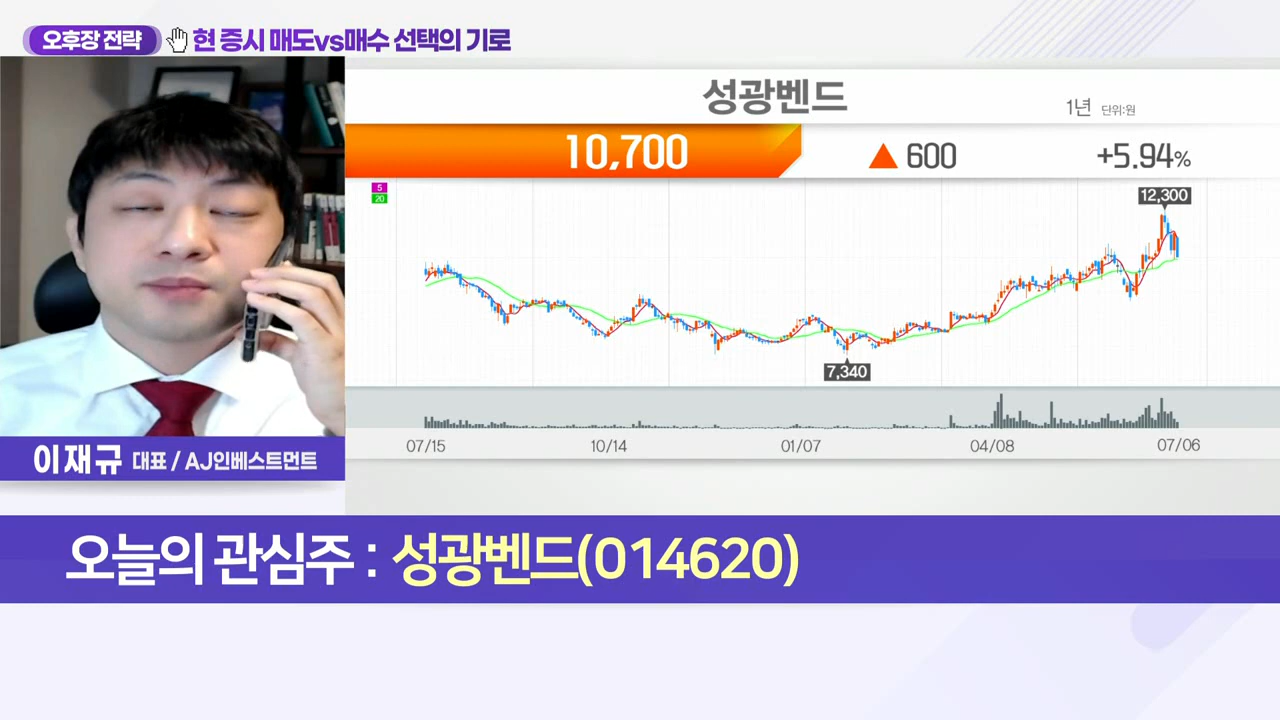 오후장 전략 현 증시 매도vs매수 선택의 기로
성광벤드
1년 단위:원
10,700 ▲ 600 +5.94%
5
20
12,300
7,340
07/15 10/14 01/07 04/08 07/06
이재규 대표 / AJ인베스트먼트
오늘의 관심주 : 성광벤드(014620)